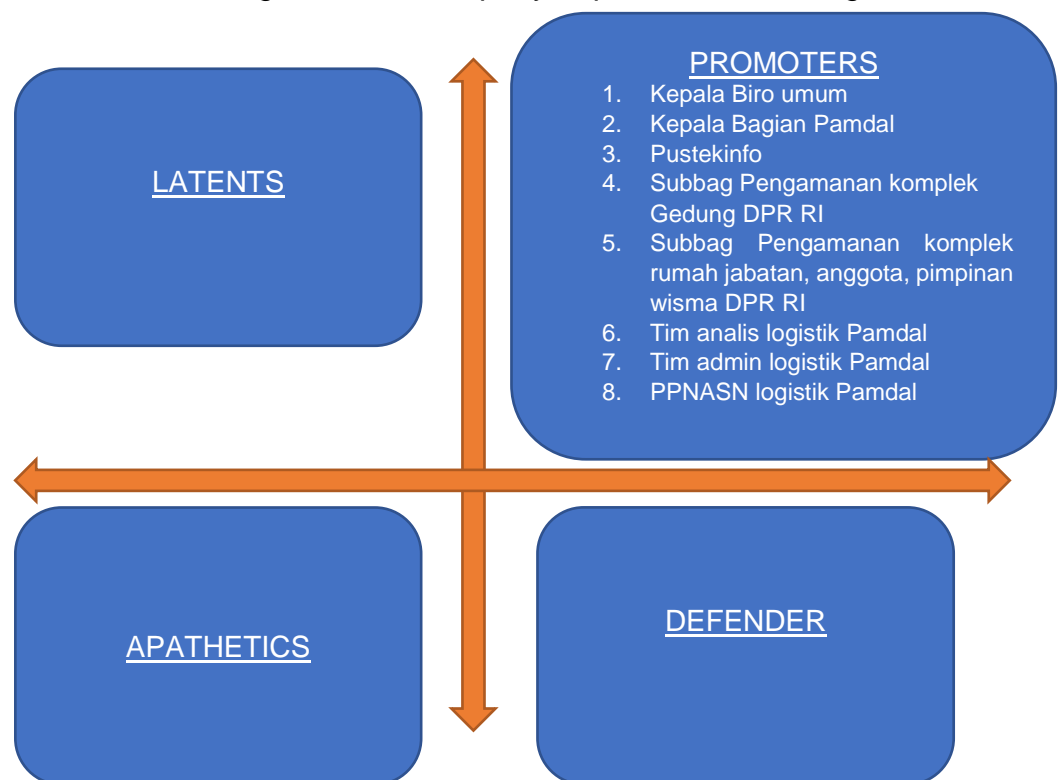 LATENTS
PROMOTERS
1. Kepala Biro umum
2. Kepala Bagian Pamdal
3. Pustekinfo
4. Subbag Pengamanan komplek
Gedung DPR RI
5. Subbag Pengamanan komplek
rumah jabatan, anggota, pimpinan
wisma DPR RI
6. Tim analis logistik Pamdal
7. Tim admin logistik Pamdal
8. PPNASN logistik Pamdal
APATHETICS
DEFENDER